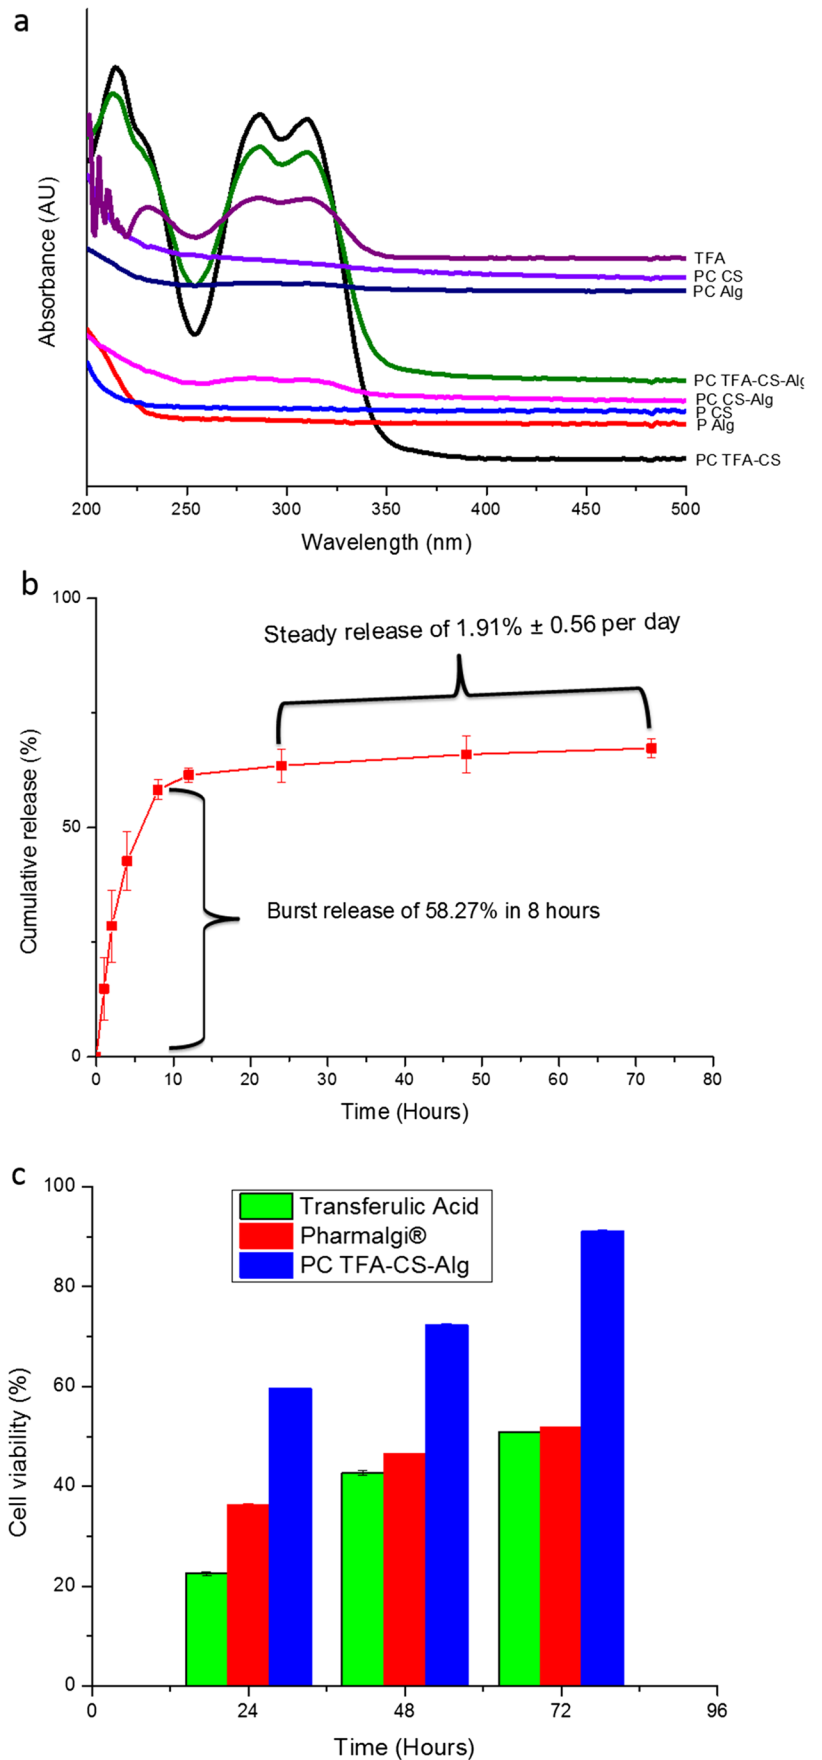 a
Absorbance (AU)
TFA
PC CS
PC Alg
PC TFA-CS-Alg
PC CS-Alg
P CS
P Alg
PC TFA-CS
200 250 300 350 400 450 500
Wavelength (nm)
b
100
Steady release of 1.91% ± 0.56 per day
Cumulative release (%)
50
Burst release of 58.27% in 8 hours
0
0 10 20 30 40 50 60 70 80
Time (Hours)
c
100
Transferulic Acid
Pharmalgi®
PC TFA-CS-Alg
80
60
Cell viability (%)
40
20
0
0 24 48 72 96
Time (Hours)